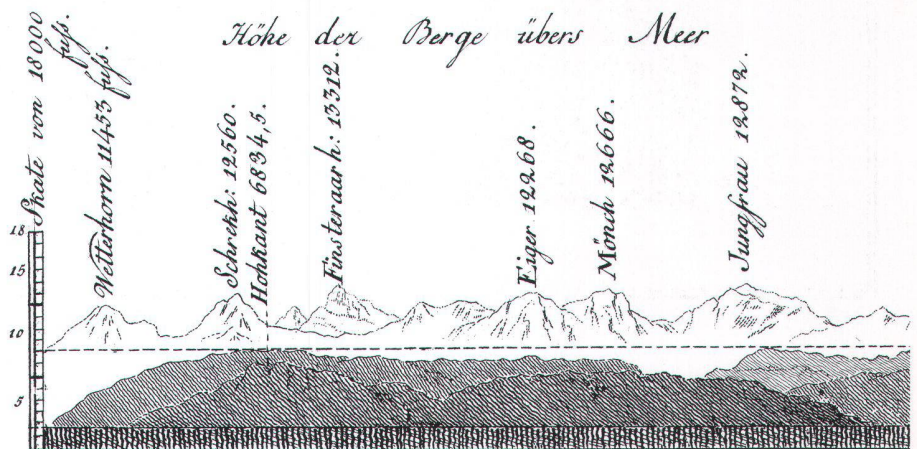 Höhe der Berge übers Meer
Skale von 18000 fuſs.
Wetterhorn 11453 fuſs.
Schrekh: 12560.
Hohkant 6834,5.
Finsteraarh: 13312.
Eiger 12268.
Mönch 12666.
Jungfrau 12872.
18
15
10
5